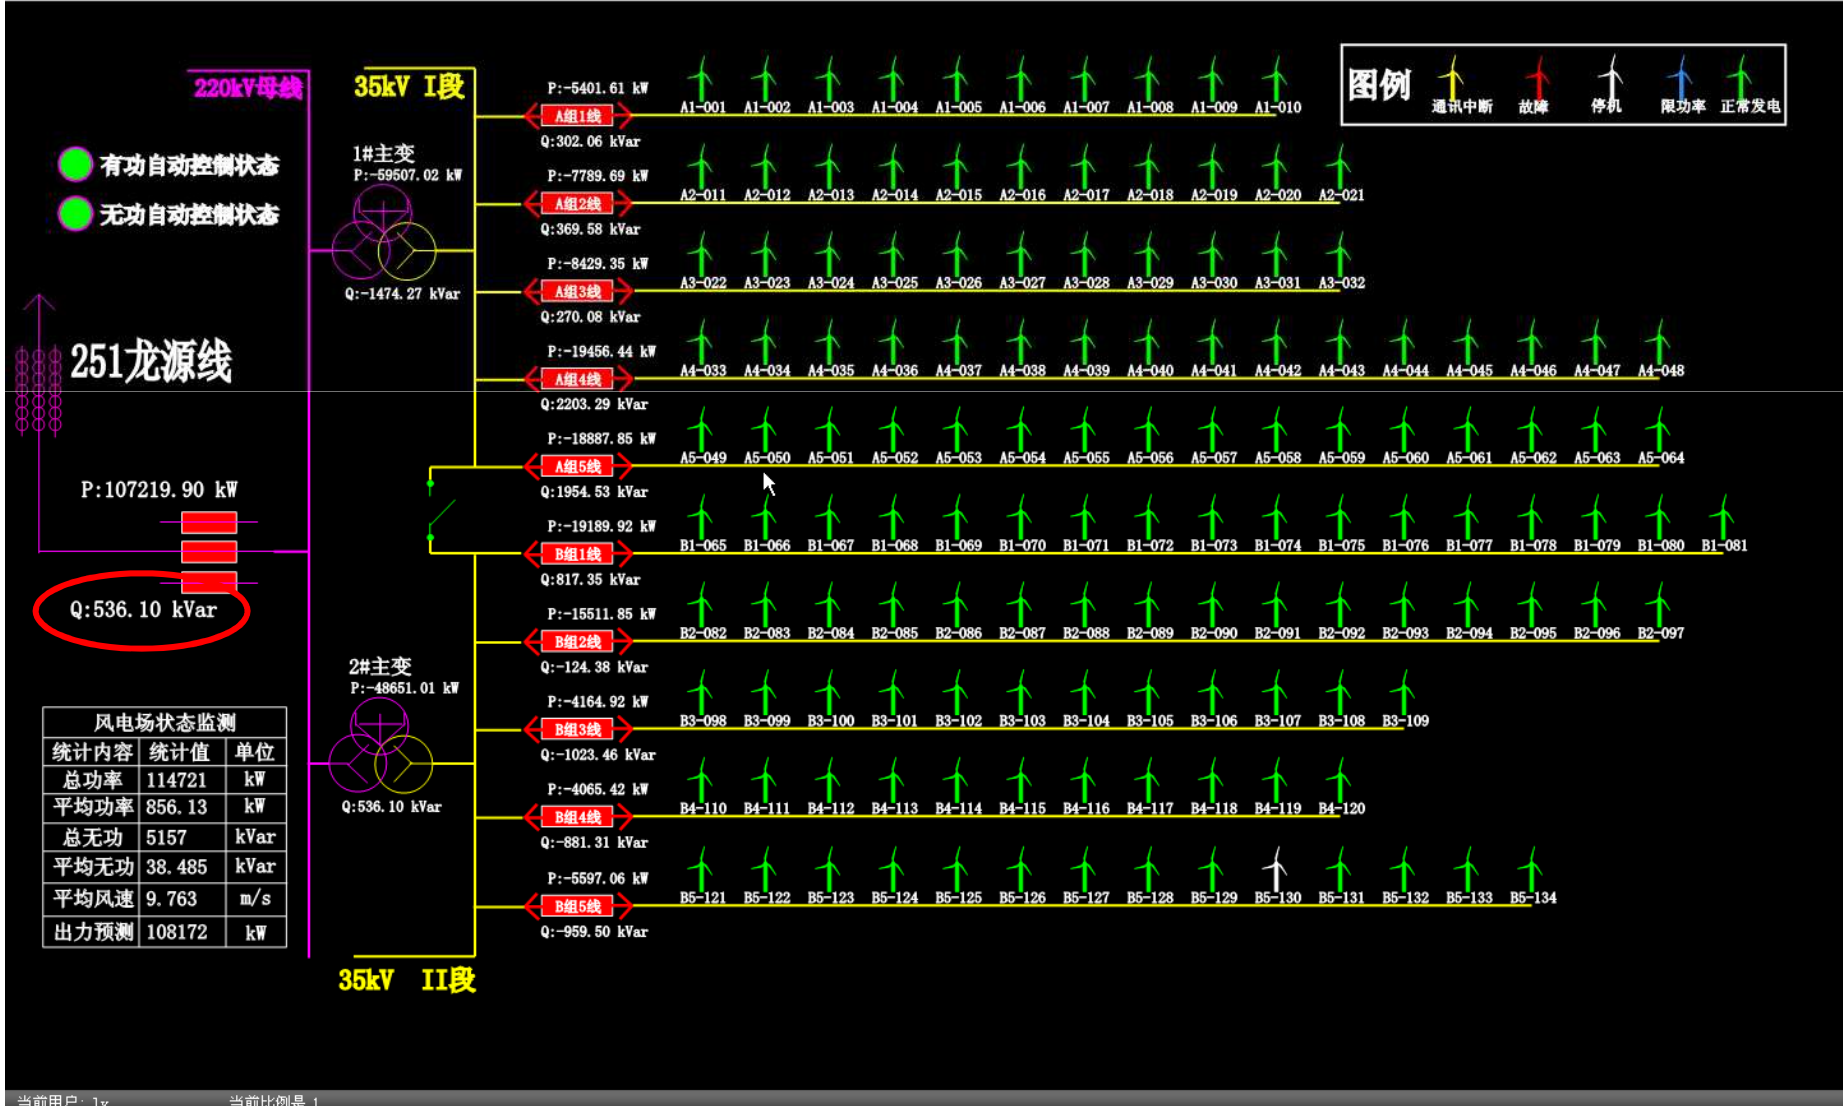 220kV母线
35kV I段
有功自动控制状态
无功自动控制状态
1#主变
P:-59507.02 kW
Q:-1474.27 kVar
251龙源线
P:107219.90 kW
Q:536.10 kVar
2#主变
P:-48651.01 kW
Q:536.10 kVar
35kV II段
风电场状态监测
统计内容 统计值 单位
总功率 114721 kW
平均功率 856.13 kW
总无功 5157 kVar
平均无功 38.485 kVar
平均风速 9.763 m/s
出力预测 108172 kW
图例
通讯中断 故障 停机 限功率 正常发电
P:-5401.61 kW
A组1线
Q:302.06 kVar
A1-001 A1-002 A1-003 A1-004 A1-005 A1-006 A1-007 A1-008 A1-009 A1-010
P:-7789.69 kW
A组2线
Q:369.58 kVar
A2-011 A2-012 A2-013 A2-014 A2-015 A2-016 A2-017 A2-018 A2-019 A2-020 A2-021
P:-8429.35 kW
A组3线
Q:270.08 kVar
A3-022 A3-023 A3-024 A3-025 A3-026 A3-027 A3-028 A3-029 A3-030 A3-031 A3-032
P:-19456.44 kW
A组4线
Q:2203.29 kVar
A4-033 A4-034 A4-035 A4-036 A4-037 A4-038 A4-039 A4-040 A4-041 A4-042 A4-043 A4-044 A4-045 A4-046 A4-047 A4-048
P:-18887.85 kW
A组5线
Q:1954.53 kVar
A5-049 A5-050 A5-051 A5-052 A5-053 A5-054 A5-055 A5-056 A5-057 A5-058 A5-059 A5-060 A5-061 A5-062 A5-063 A5-064
P:-19189.92 kW
B组1线
Q:817.35 kVar
B1-065 B1-066 B1-067 B1-068 B1-069 B1-070 B1-071 B1-072 B1-073 B1-074 B1-075 B1-076 B1-077 B1-078 B1-079 B1-080 B1-081
P:-15511.85 kW
B组2线
Q:-124.38 kVar
B2-082 B2-083 B2-084 B2-085 B2-086 B2-087 B2-088 B2-089 B2-090 B2-091 B2-092 B2-093 B2-094 B2-095 B2-096 B2-097
P:-4164.92 kW
B组3线
Q:-1023.46 kVar
B3-098 B3-099 B3-100 B3-101 B3-102 B3-103 B3-104 B3-105 B3-106 B3-107 B3-108 B3-109
P:-4065.42 kW
B组4线
Q:-881.31 kVar
B4-110 B4-111 B4-112 B4-113 B4-114 B4-115 B4-116 B4-117 B4-118 B4-119 B4-120
P:-5597.06 kW
B组5线
Q:-959.50 kVar
B5-121 B5-122 B5-123 B5-124 B5-125 B5-126 B5-127 B5-128 B5-129 B5-130 B5-131 B5-132 B5-133 B5-134
当前用户: lx 当前比例是 1